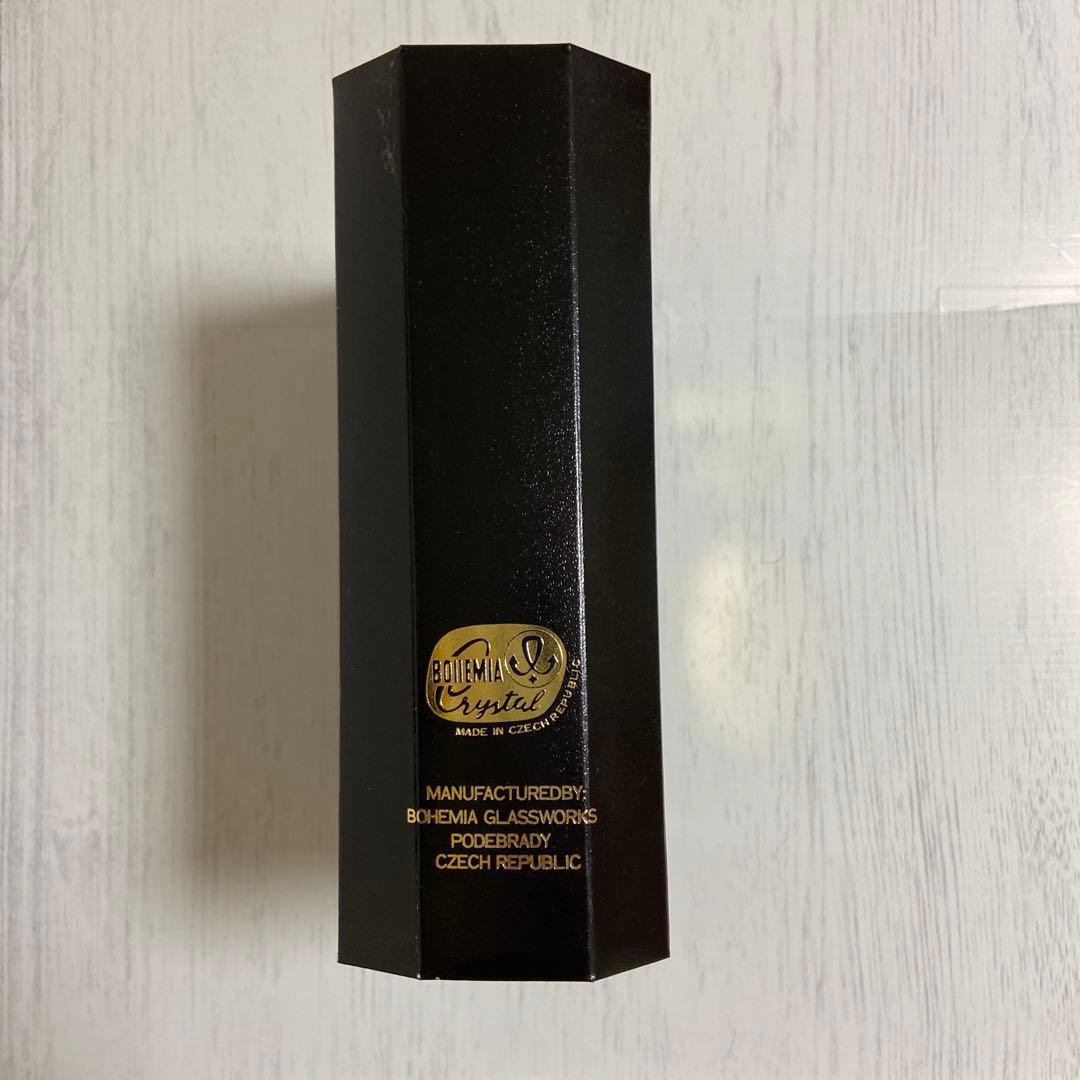 BOHEMIA
Crystal
MADE IN CZECH REPUBLIC
MANUFACTUREDBY:
BOHEMIA GLASSWORKS
PODEBRADY
CZECH REPUBLIC